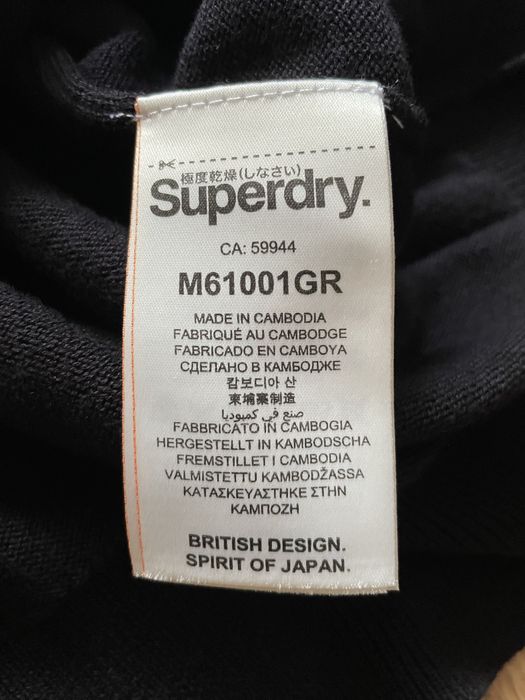 極度乾燥(しなさい)
Superdry.
CA: 59944
M61001GR
MADE IN CAMBODIA
FABRIQUÉ AU CAMBODGE
FABRICADO EN CAMBOYA
СДЕЛАНО В КАМБОДЖЕ
캄보디아 산
柬埔寨制造
صنع في كمبوديا
FABBRICATO IN CAMBOGIA
HERGESTELLT IN KAMBODSCHA
FREMSTILLET I CAMBODIA
VALMISTETTU KAMBODŽASSA
ΚΑΤΑΣΚΕΥΑΣΤΗΚΕ ΣΤΗΝ
ΚΑΜΠΟΖΗ
BRITISH DESIGN.
SPIRIT OF JAPAN.